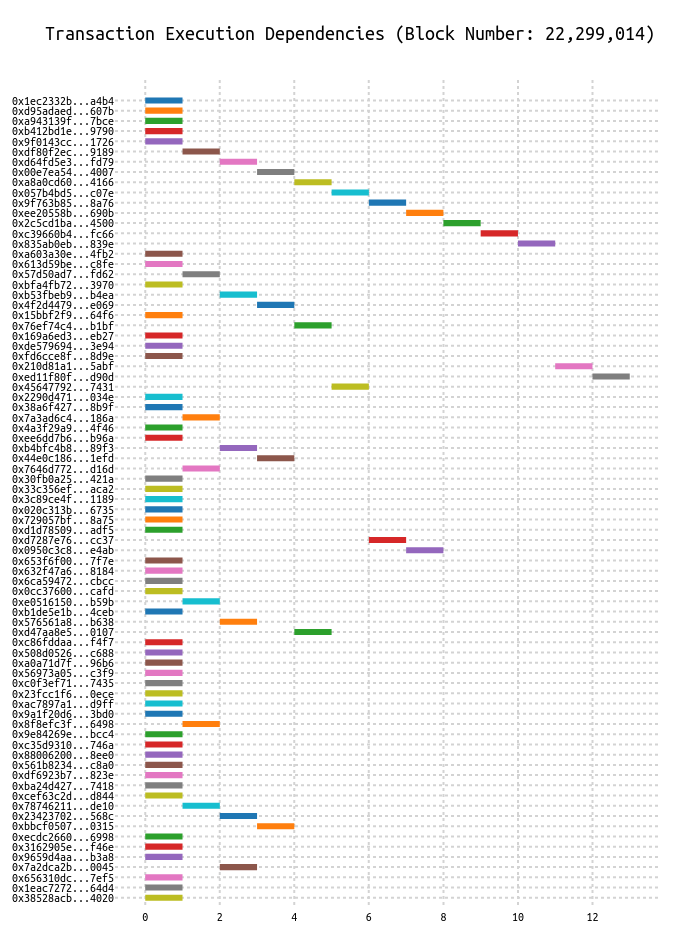 Transaction Execution Dependencies (Block Number: 22,299,014)
0x1ec2332b...a4b4
0xd95adaed...607b
0xa943139f...7bce
0xb412bd1e...9790
0x9f0143cc...1726
0xdf80f2ec...9189
0xd64fd5e3...fd79
0x00e7ea54...4007
0xa8a0cd60...4166
0x057b4bd5...c07e
0x9f763b85...8a76
0xee20558b...690b
0x2c5cd1ba...4500
0xc39660b4...fc66
0x835ab0eb...839e
0xa603a30e...4fb2
0x613d59be...c8fe
0x57d50ad7...fd62
0xbfa4fb72...3970
0xb53fbeb9...b4ea
0x4f2d4479...e069
0x15bbf2f9...64f6
0x76ef74c4...b1bf
0x169a6ed3...eb27
0xde579694...3e94
0xfd6cce8f...8d9e
0x210d81a1...5abf
0xed11f80f...d90d
0x45647792...7431
0x2290d471...034e
0x38a6f427...8b9f
0x7a3ad6c4...186a
0x4a3f29a9...4f46
0xee6dd7b6...b96a
0xb4bfc4b8...89f3
0x44e0c186...1efd
0x7646d772...d16d
0x30fb0a25...421a
0x33c356ef...aca2
0x3c89ce4f...1189
0x020c313b...6735
0x729057bf...8a75
0xd1d78509...adf5
0xd7287e76...cc37
0x0950c3c8...e4ab
0x653f6f00...7f7e
0x632f47a6...8184
0x6ca59472...cbcc
0x0cc37600...cafd
0xe0516150...b59b
0xb1de5e1b...4ceb
0x576561a8...b638
0xd47aa8e5...0107
0xc86fddaa...f4f7
0x508d0526...c688
0xa0a71d7f...96b6
0x56973a05...c3f9
0xc0f3ef71...7435
0x23fcc1f6...0ece
0xac7897a1...d9ff
0x9a1f20d6...3bd0
0x8f8efc3f...6498
0x9e84269e...bcc4
0xc35d9310...746a
0x88006200...8ee0
0x561b8234...c8a0
0xdf6923b7...823e
0xba24d427...7418
0xcef63c2d...d844
0x78746211...de10
0x23423702...568c
0xbbcf0507...0315
0xecdc2660...6998
0x3162905e...f46e
0x9659d4aa...b3a8
0x7a2dca2b...0045
0x656310dc...7ef5
0x1eac7272...64d4
0x38528acb...4020
0 2 4 6 8 10 12